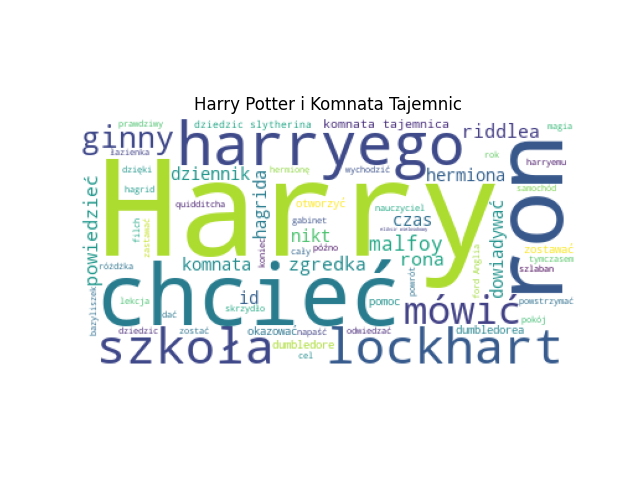 Harry Potter i Komnata Tajemnic
prawdziwy
dziedzic slytherina
komnata tajemnica
magia
ginny
harryego
riddlea
ron
łazienka
rok
harryemu
Harry
dzięki
dziennik
hermionę
wychodzić
hermiona
powiedzieć
hagrid
hagrida
samochód
quidditcha
otworzyć
nauczyciel
dowiadywać
filch
zastawać
gabinet
czas
nikt
malfoy
zostawać
koniec
cały
późno
rona
ford Anglia
tymczasem
różdżka
komnata
zgredka
szlaban
chcieć
powrót
bazyliszek
lekcja
id
pomoc
mówić
powstrzymać
skrzydło
dać
pokój
dziedzic
zostać
okazować
napaść
odwiedzać
dumbledorea
szkoła
dumbledore
lockhart
cel